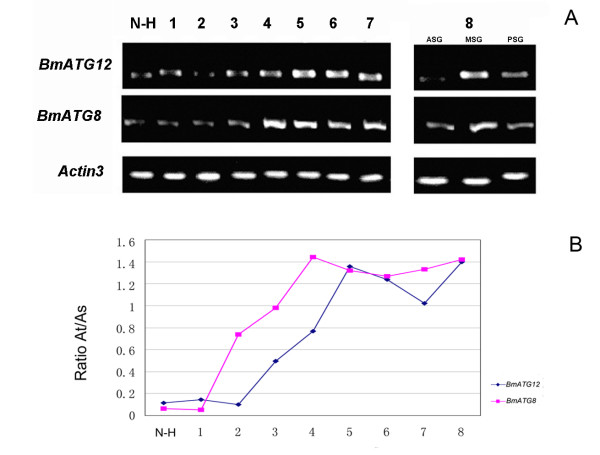 A
N-H 1 2 3 4 5 6 7 8
ASG MSG PSG
BmATG12
BmATG8
Actin3
B
1.6
1.4
1.2
1
0.8
0.6
0.4
0.2
0
Ratio At/As
BmATG12
BmATG8
N-H 1 2 3 4 5 6 7 8